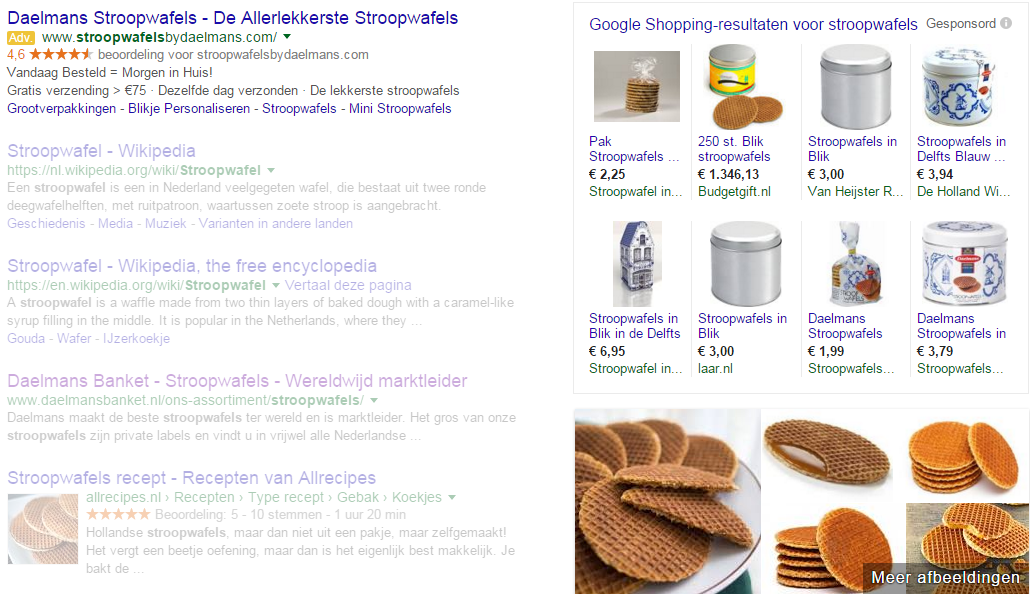 Daelmans Stroopwafels - De Allerlekkerste Stroopwafels
Adv. www.stroopwafelsbydaelmans.com/
4,6 beoordeling voor stroopwafelsbydaelmans.com
Vandaag Besteld = Morgen in Huis!
Gratis verzending > €75 · Dezelfde dag verzonden · De lekkerste stroopwafels
Grootverpakkingen - Blikje Personaliseren - Stroopwafels - Mini Stroopwafels
Stroopwafel - Wikipedia
https://nl.wikipedia.org/wiki/Stroopwafel
Een stroopwafel is een in Nederland veelgegeten wafel, die bestaat uit twee ronde
deegwafelhelften, met ruitpatroon, waartussen zoete stroop is aangebracht.
Geschiedenis - Media - Muziek - Varianten in andere landen
Stroopwafel - Wikipedia, the free encyclopedia
https://en.wikipedia.org/wiki/Stroopwafel Vertaal deze pagina
A stroopwafel is a waffle made from two thin layers of baked dough with a caramel-like
syrup filling in the middle. It is popular in the Netherlands, where they ...
Gouda - Wafer - IJzerkoekje
Daelmans Banket - Stroopwafels - Wereldwijd marktleider
www.daelmansbanket.nl/ons-assortiment/stroopwafels/
Daelmans maakt de beste stroopwafels ter wereld en is marktleider. Het gros van onze
stroopwafels zijn private labels en vindt u in vrijwel alle Nederlandse ...
Stroopwafels recept - Recepten van Allrecipes
allrecipes.nl › Recepten › Type recept › Gebak › Koekjes
Beoordeling: 5 - 10 stemmen - 1 uur 20 min
Hollandse stroopwafels, maar dan niet uit een pakje, maar zelfgemaakt!
Het vergt een beetje oefening, maar dan is het eigenlijk best makkelijk. Je
bakt de ...
Google Shopping-resultaten voor stroopwafels Gesponsord
Pak
Stroopwafels ...
€ 2,25
Stroopwafel in...
250 st. Blik
stroopwafels
€ 1.346,13
Budgetgift.nl
Stroopwafels in
Blik
€ 3,00
Van Heijster R...
Stroopwafels in
Delfts Blauw ...
€ 3,94
De Holland Wi...
Stroopwafels in
Blik in de Delfts
€ 6,95
Stroopwafel in...
Stroopwafels in
Blik
€ 3,00
laar.nl
Daelmans
Stroopwafels
€ 1,99
Stroopwafels...
Daelmans
Stroopwafels in
€ 3,79
Stroopwafels...
Meer afbeeldingen